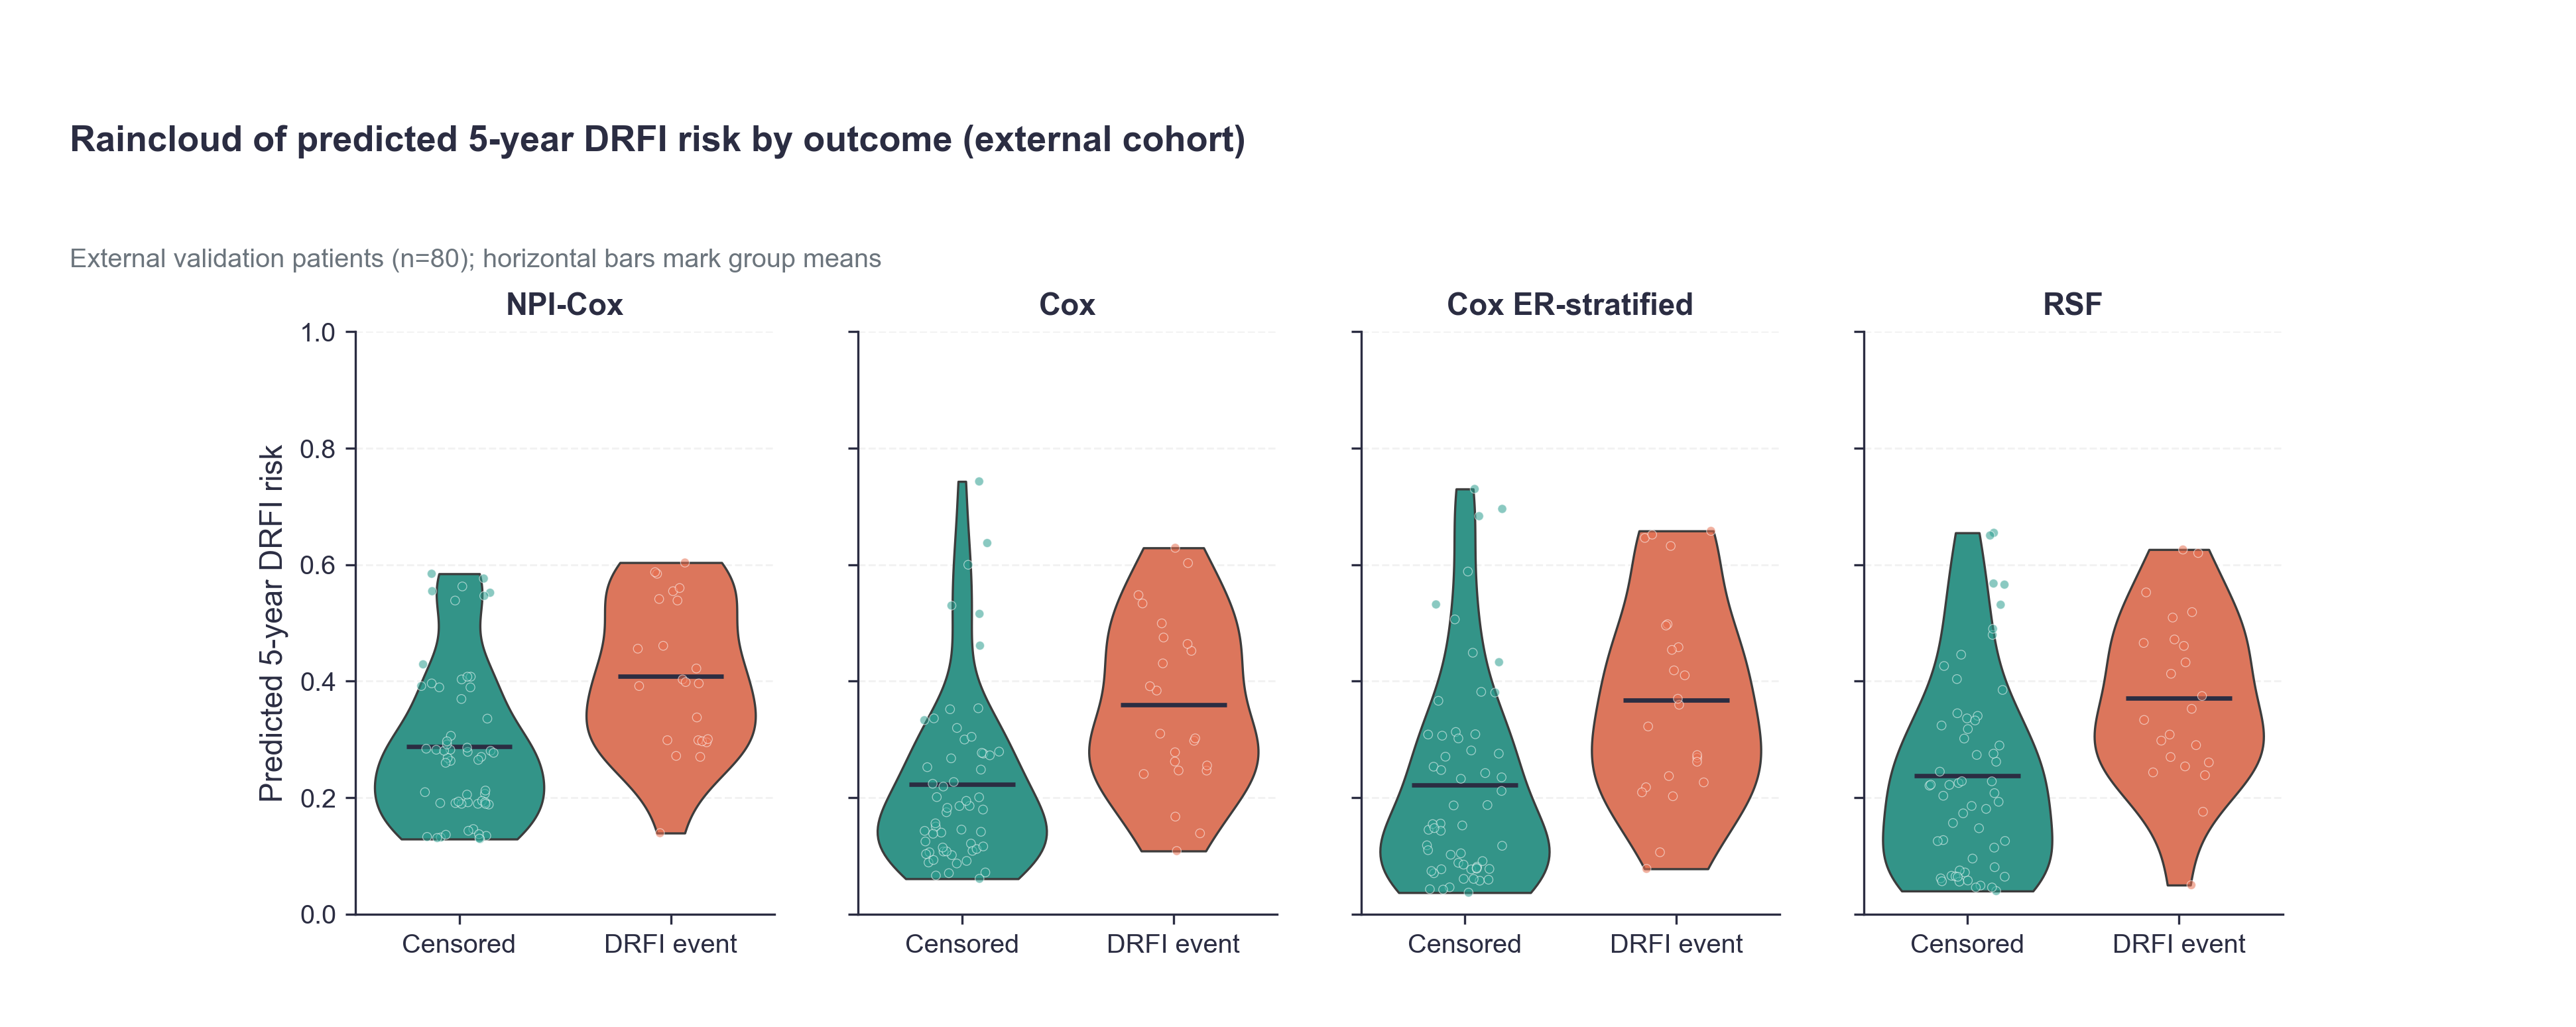 Raincloud of predicted 5-year DRFI risk by outcome (external cohort)
External validation patients (n=80); horizontal bars mark group means
NPI-Cox
Cox
Cox ER-stratified
RSF
Predicted 5-year DRFI risk
1.0
0.8
0.6
0.4
0.2
0.0
Censored
DRFI event
Censored
DRFI event
Censored
DRFI event
Censored
DRFI event